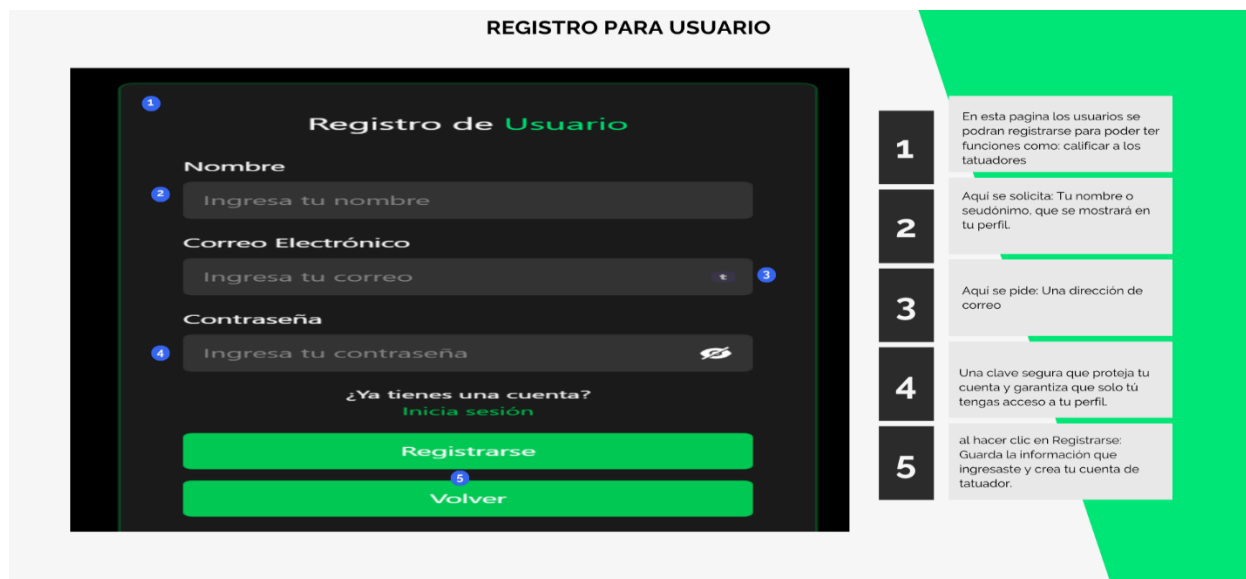 REGISTRO PARA USUARIO
1
Registro de Usuario
Nombre
2
Ingresa tu nombre
Correo Electrónico
Ingresa tu correo
t
3
Contraseña
4
Ingresa tu contraseña
¿Ya tienes una cuenta?
Inicia sesión
Registrarse
5
Volver
1
En esta pagina los usuarios se
podran registrarse para poder ter
funciones como: calificar a los
tatuadores
2
Aquí se solicita: Tu nombre o
seudónimo, que se mostrará en
tu perfil.
3
Aquí se pide: Una dirección de
correo
4
Una clave segura que proteja tu
cuenta y garantiza que solo tú
tengas acceso a tu perfil.
5
al hacer clic en Registrarse:
Guarda la información que
ingresaste y crea tu cuenta de
tatuador.